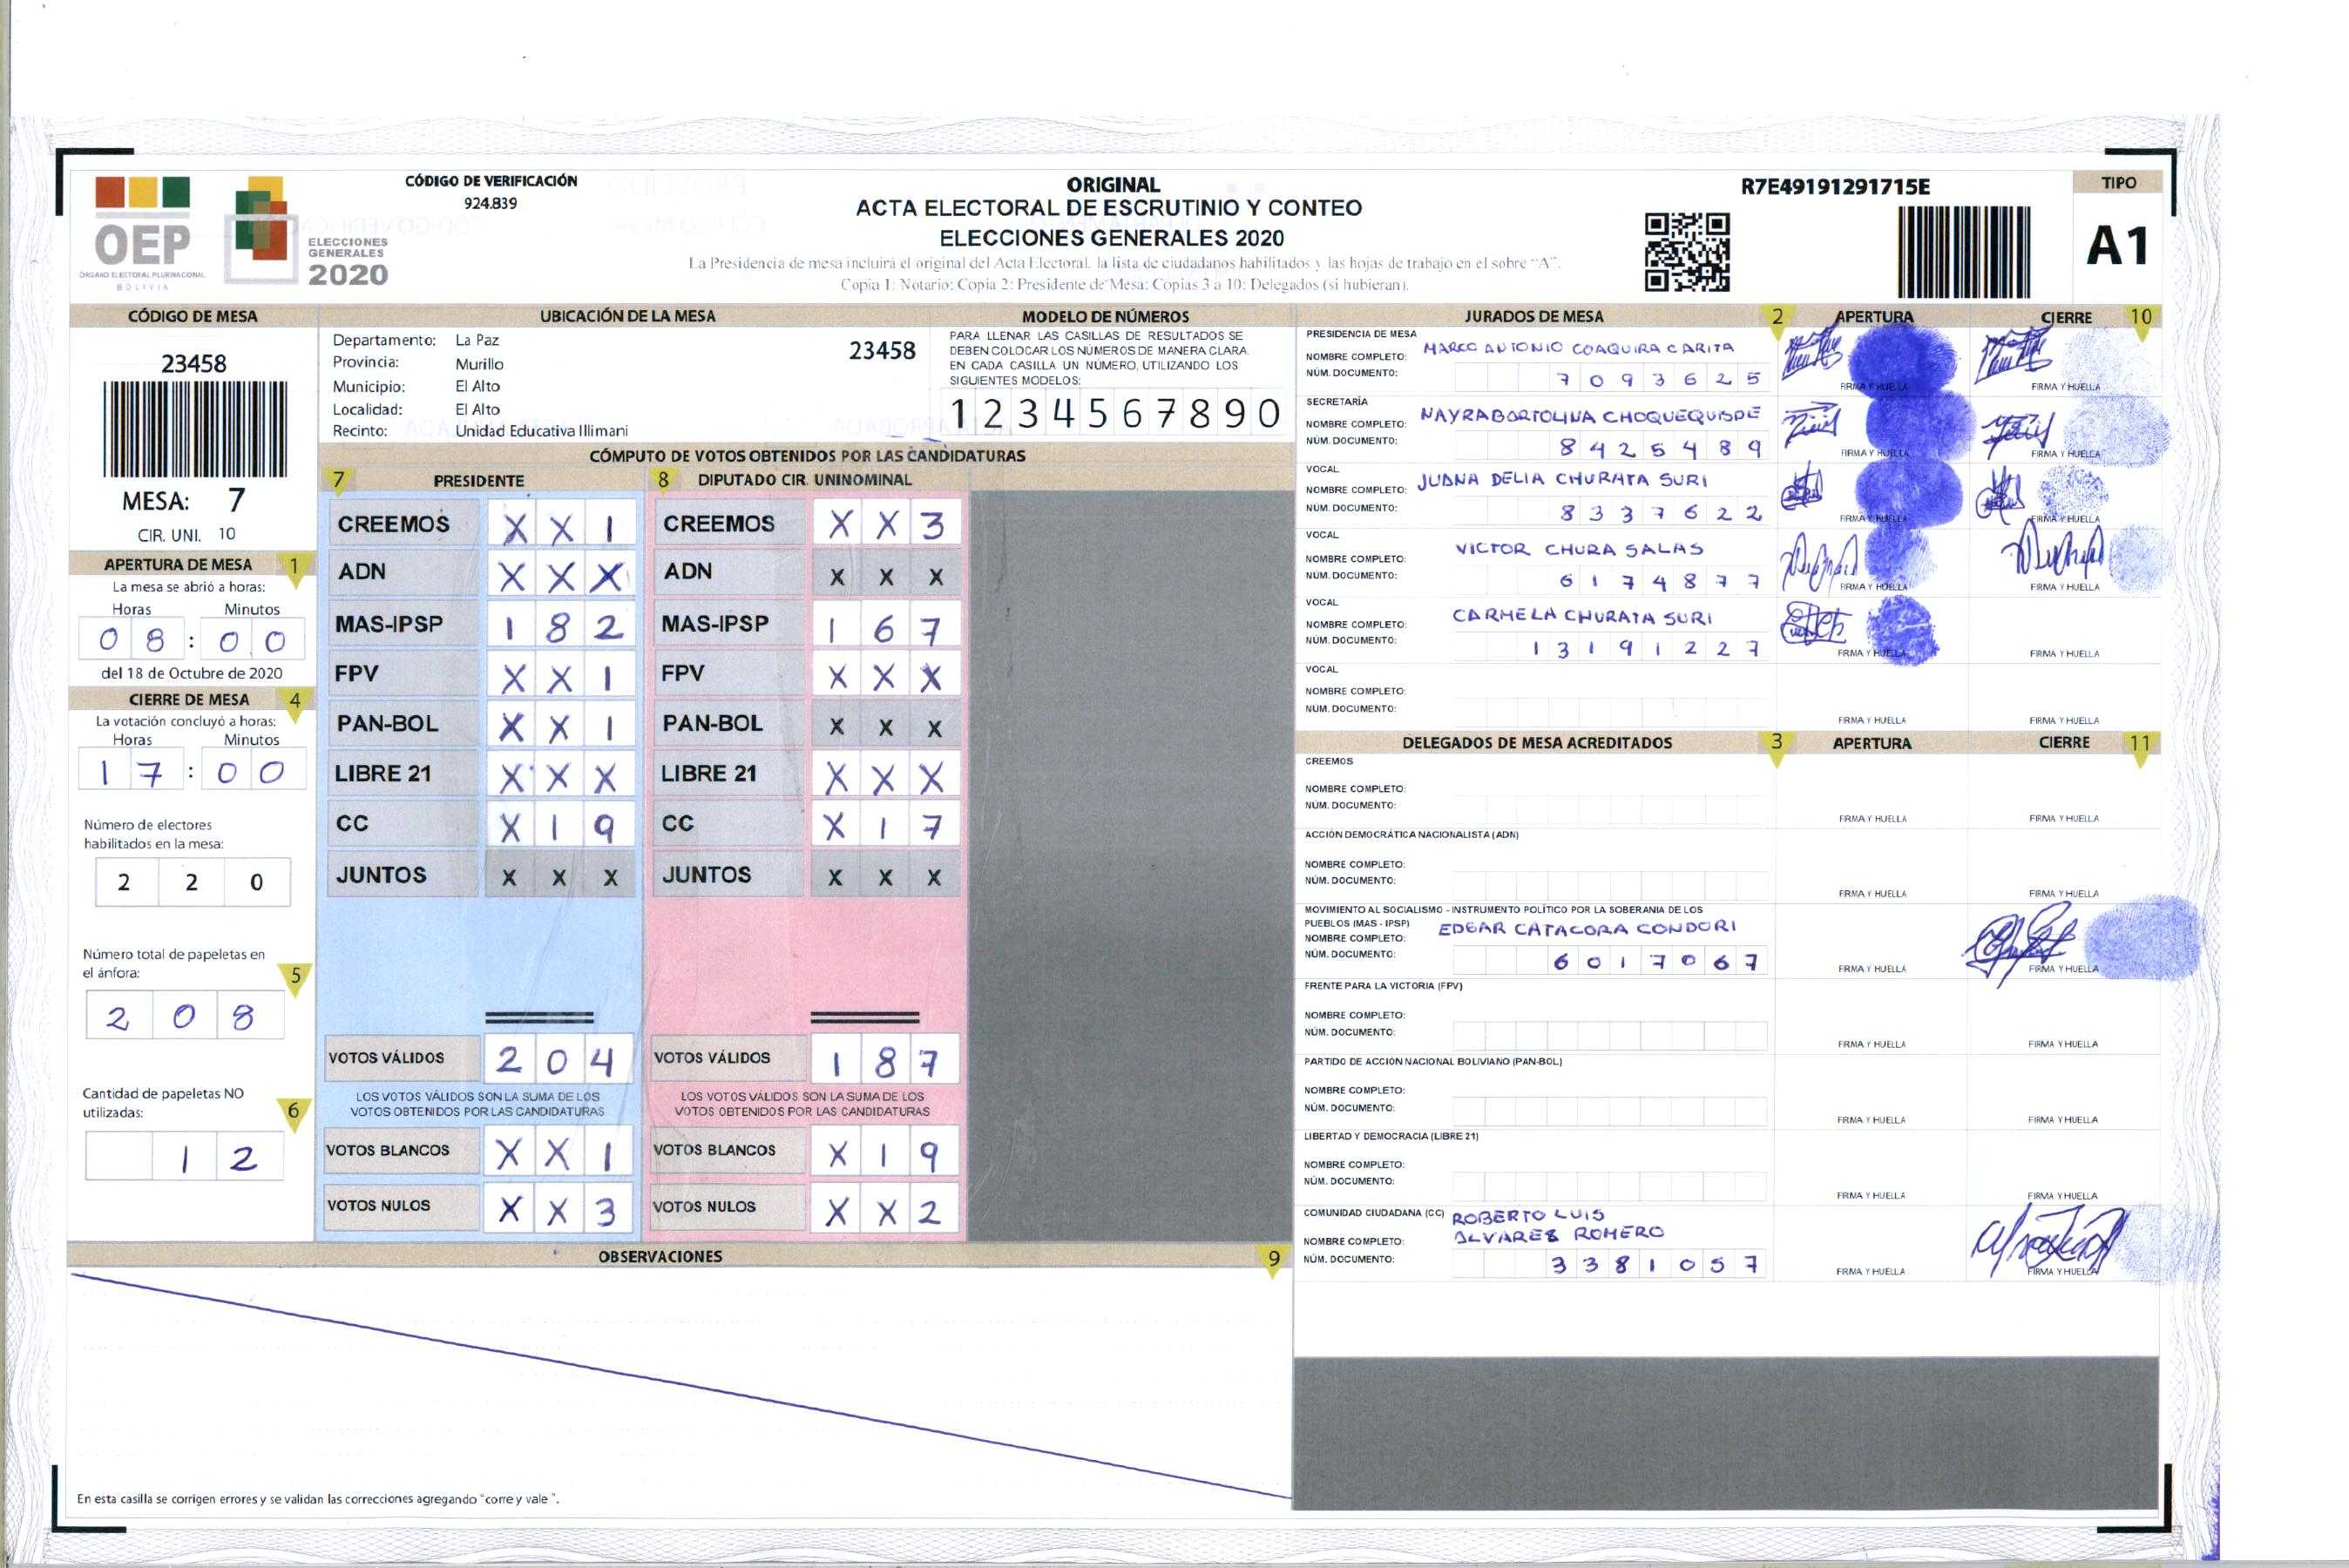 CÓDIGO DE VERIFICACIÓN
924.839
OEP
ÓRGANO ELECTORAL PLURINACIONAL
BOLIVIA
ELECCIONES
GENERALES
2020
ORIGINAL
ACTA ELECTORAL DE ESCRUTINIO Y CONTEO
ELECCIONES GENERALES 2020
La Presidencia de mesa incluirá el original del Acta Electoral, la lista de ciudadanos habilitados y las hojas de trabajo en el sobre "A".
Copia 1: Notario; Copia 2: Presidente de Mesa; Copias 3 a 10: Delegados (si hubieran).
R7E49191291715E
TIPO
A1
CÓDIGO DE MESA
23458
MESA: 7
CIR. UNI. 10
UBICACIÓN DE LA MESA
Departamento: La Paz
Provincia: Murillo
Municipio: El Alto
Localidad: El Alto
Recinto: Unidad Educativa Illimani
23458
MODELO DE NÚMEROS
PARA LLENAR LAS CASILLAS DE RESULTADOS SE
DEBEN COLOCAR LOS NÚMEROS DE MANERA CLARA.
EN CADA CASILLA UN NÚMERO, UTILIZANDO LOS
SIGUIENTES MODELOS:
1 2 3 4 5 6 7 8 9 0
APERTURA DE MESA 1
La mesa se abrió a horas:
Horas Minutos
0 8 : 0 0
del 18 de Octubre de 2020
CIERRE DE MESA 4
La votación concluyó a horas:
Horas Minutos
1 7 : 0 0
Número de electores
habilitados en la mesa:
2 2 0
Número total de papeletas en
el ánfora: 5
2 0 8
Cantidad de papeletas NO
utilizadas: 6
1 2
CÓMPUTO DE VOTOS OBTENIDOS POR LAS CANDIDATURAS
7 PRESIDENTE
CREEMOS X X 1
ADN X X X
MAS-IPSP 1 8 2
FPV X X 1
PAN-BOL X X 1
LIBRE 21 X X X
CC X 1 9
JUNTOS X X X
VOTOS VÁLIDOS 2 0 4
LOS VOTOS VÁLIDOS SON LA SUMA DE LOS
VOTOS OBTENIDOS POR LAS CANDIDATURAS
VOTOS BLANCOS X X 1
VOTOS NULOS X X 3
8 DIPUTADO CIR. UNINOMINAL
CREEMOS X X 3
ADN X X X
MAS-IPSP 1 6 7
FPV X X X
PAN-BOL X X X
LIBRE 21 X X X
CC X 1 7
JUNTOS X X X
VOTOS VÁLIDOS 1 8 7
LOS VOTOS VÁLIDOS SON LA SUMA DE LOS
VOTOS OBTENIDOS POR LAS CANDIDATURAS
VOTOS BLANCOS X 1 9
VOTOS NULOS X X 2
OBSERVACIONES 9
En esta casilla se corrigen errores y se validan las correcciones agregando "corre y vale".
JURADOS DE MESA 2 APERTURA CIERRE 10
PRESIDENCIA DE MESA
NOMBRE COMPLETO: MARCO ANTONIO COAQUIRA CARITA
NÚM. DOCUMENTO: 7 0 9 3 6 2 5
FIRMA Y HUELLA FIRMA Y HUELLA
SECRETARÍA
NOMBRE COMPLETO: NAYRA BARTOLINA CHOQUE QUISPE
NÚM. DOCUMENTO: 8 4 2 5 4 8 9
FIRMA Y HUELLA FIRMA Y HUELLA
VOCAL
NOMBRE COMPLETO: JUANA DELIA CHURATA SURI
NÚM. DOCUMENTO: 8 3 3 7 6 2 2
FIRMA Y HUELLA FIRMA Y HUELLA
VOCAL
NOMBRE COMPLETO: VICTOR CHURA SALAS
NÚM. DOCUMENTO: 6 1 7 4 8 7 7
FIRMA Y HUELLA FIRMA Y HUELLA
VOCAL
NOMBRE COMPLETO: CARMELA CHURATA SURI
NÚM. DOCUMENTO: 1 3 1 9 1 2 2 7
FIRMA Y HUELLA FIRMA Y HUELLA
VOCAL
NOMBRE COMPLETO:
NÚM. DOCUMENTO:
FIRMA Y HUELLA FIRMA Y HUELLA
DELEGADOS DE MESA ACREDITADOS 3 APERTURA CIERRE 11
CREEMOS
NOMBRE COMPLETO:
NÚM. DOCUMENTO:
FIRMA Y HUELLA FIRMA Y HUELLA
ACCIÓN DEMOCRÁTICA NACIONALISTA (ADN)
NOMBRE COMPLETO:
NÚM. DOCUMENTO:
FIRMA Y HUELLA FIRMA Y HUELLA
MOVIMIENTO AL SOCIALISMO - INSTRUMENTO POLÍTICO POR LA SOBERANIA DE LOS
PUEBLOS (MAS - IPSP)
NOMBRE COMPLETO: EDGAR CATACORA CONDORI
NÚM. DOCUMENTO: 6 0 1 7 0 6 7
FIRMA Y HUELLA FIRMA Y HUELLA
FRENTE PARA LA VICTORIA (FPV)
NOMBRE COMPLETO:
NÚM. DOCUMENTO:
FIRMA Y HUELLA FIRMA Y HUELLA
PARTIDO DE ACCION NACIONAL BOLIVIANO (PAN-BOL)
NOMBRE COMPLETO:
NÚM. DOCUMENTO:
FIRMA Y HUELLA FIRMA Y HUELLA
LIBERTAD Y DEMOCRACIA (LIBRE 21)
NOMBRE COMPLETO:
NÚM. DOCUMENTO:
FIRMA Y HUELLA FIRMA Y HUELLA
COMUNIDAD CIUDADANA (CC)
NOMBRE COMPLETO: ROBERTO LUIS
ALVARES ROMERO
NÚM. DOCUMENTO: 3 3 8 1 0 5 7
FIRMA Y HUELLA FIRMA Y HUELLA